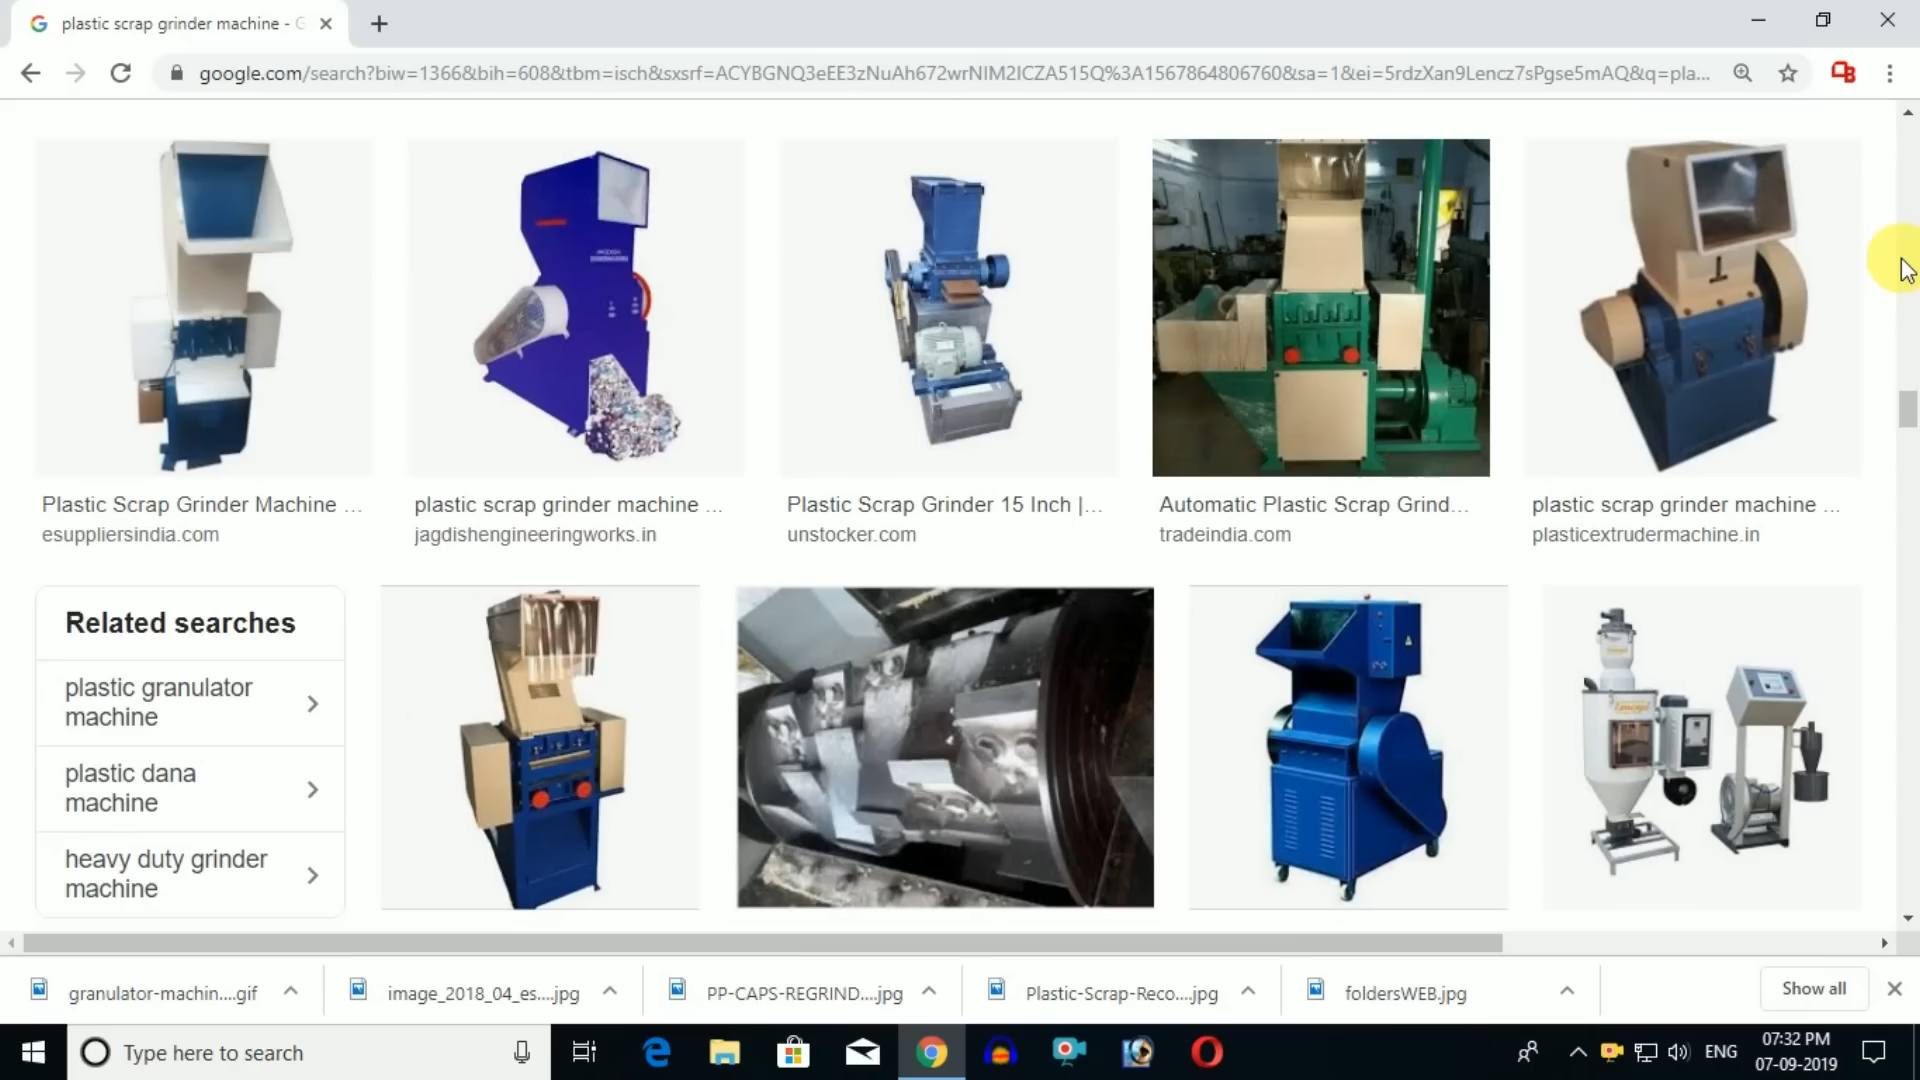 plastic scrap grinder machine - G
google.com/search?biw=1366&bih=608&tbm=isch&sxsrf=ACYBGNQ3eEE3zNuAh672wrNIM2ICZA515Q%3A1567864806760&sa=1&ei=5rdzXan9Lencz7sPgse5mAQ&q=pla...
Plastic Scrap Grinder Machine ...
esuppliersindia.com
plastic scrap grinder machine ...
jagdishengineeringworks.in
Plastic Scrap Grinder 15 Inch |...
unstocker.com
Automatic Plastic Scrap Grind...
tradeindia.com
plastic scrap grinder machine ...
plasticextrudermachine.in
Related searches
plastic granulator
machine
plastic dana
machine
heavy duty grinder
machine
granulator-machin....gif
image_2018_04_es....jpg
PP-CAPS-REGRIND....jpg
Plastic-Scrap-Reco....jpg
foldersWEB.jpg
Show all
Type here to search
ENG
07:32 PM
07-09-2019